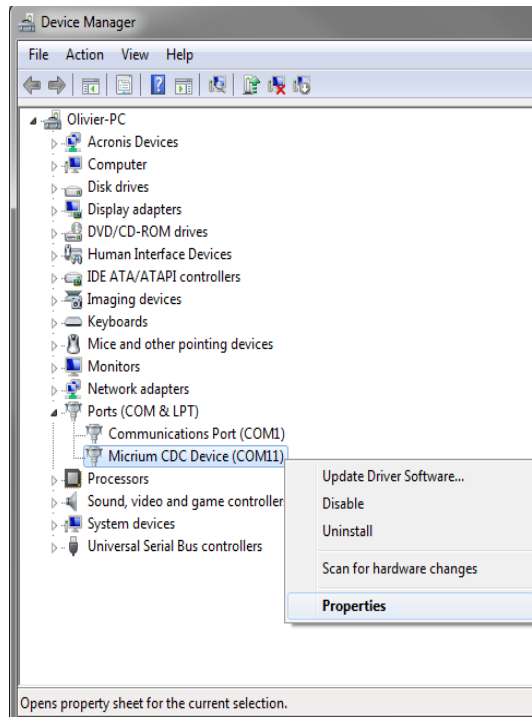 Device Manager
File Action View Help
Olivier-PC
Acronis Devices
Computer
Disk drives
Display adapters
DVD/CD-ROM drives
Human Interface Devices
IDE ATA/ATAPI controllers
Imaging devices
Keyboards
Mice and other pointing devices
Monitors
Network adapters
Ports (COM & LPT)
Communications Port (COM1)
Micrium CDC Device (COM11)
Processors
Sound, video and game controller
System devices
Universal Serial Bus controllers
Update Driver Software...
Disable
Uninstall
Scan for hardware changes
Properties
Opens property sheet for the current selection.